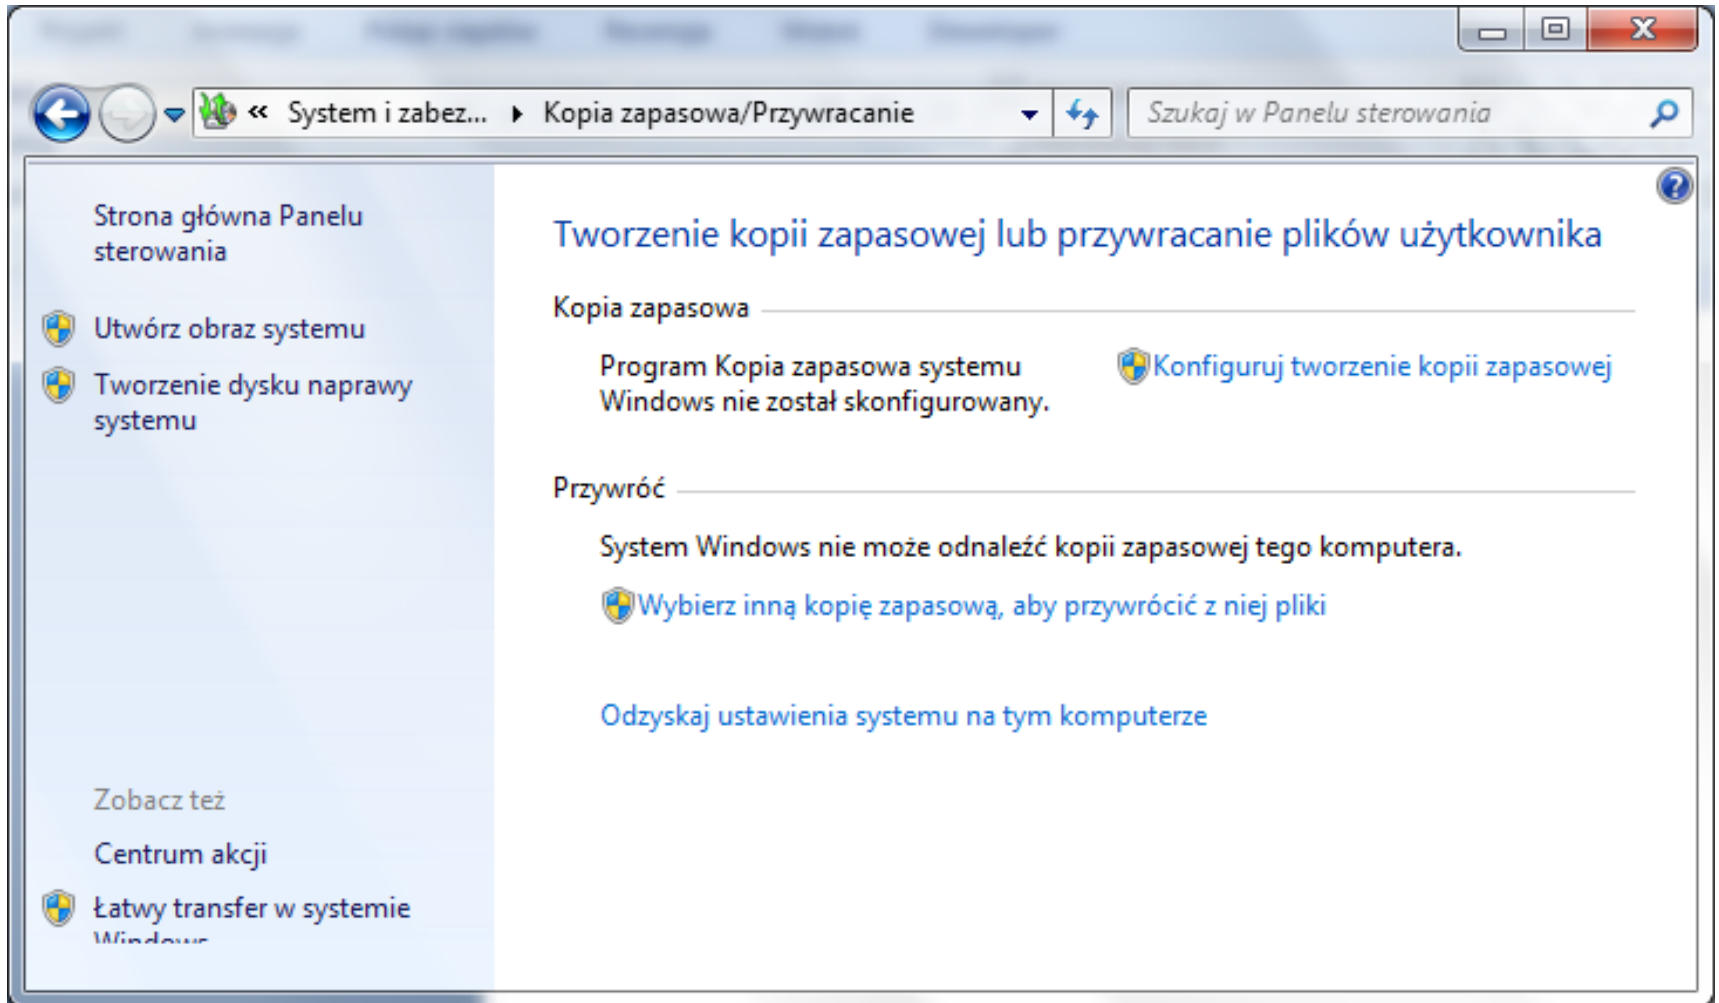 « System i zabez... Kopia zapasowa/Przywracanie
Szukaj w Panelu sterowania
Strona główna Panelu
sterowania
Utwórz obraz systemu
Tworzenie dysku naprawy
systemu
Zobacz też
Centrum akcji
Łatwy transfer w systemie
Windows
Tworzenie kopii zapasowej lub przywracanie plików użytkownika
Kopia zapasowa
Program Kopia zapasowa systemu
Windows nie został skonfigurowany.
Konfiguruj tworzenie kopii zapasowej
Przywróć
System Windows nie może odnaleźć kopii zapasowej tego komputera.
Wybierz inną kopię zapasową, aby przywrócić z niej pliki
Odzyskaj ustawienia systemu na tym komputerze